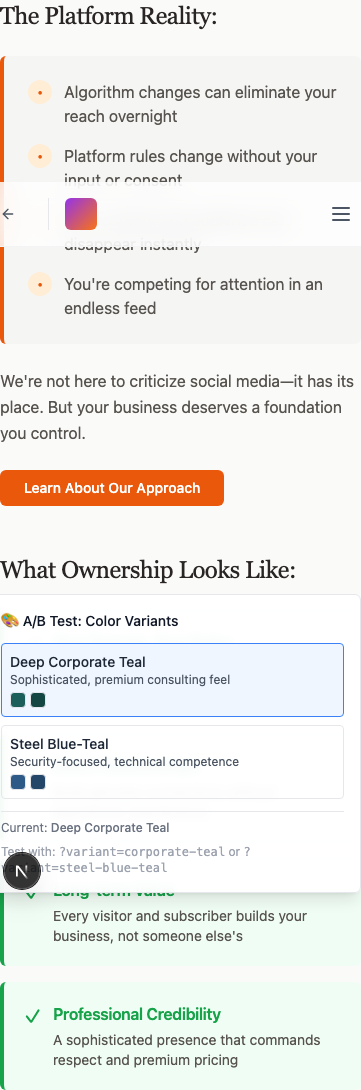 The Platform Reality:
Algorithm changes can eliminate your
reach overnight
Platform rules change without your
input or consent
disappear instantly
You're competing for attention in an
endless feed
We're not here to criticize social media—it has its
place. But your business deserves a foundation
you control.
Learn About Our Approach
What Ownership Looks Like:
🎨 A/B Test: Color Variants
Deep Corporate Teal
Sophisticated, premium consulting feel
Steel Blue-Teal
Security-focused, technical competence
Current: Deep Corporate Teal
Test with: ?variant=corporate-teal or ?
variant=steel-blue-teal
N
Long-term Value
Every visitor and subscriber builds your
business, not someone else's
Professional Credibility
A sophisticated presence that commands
respect and premium pricing